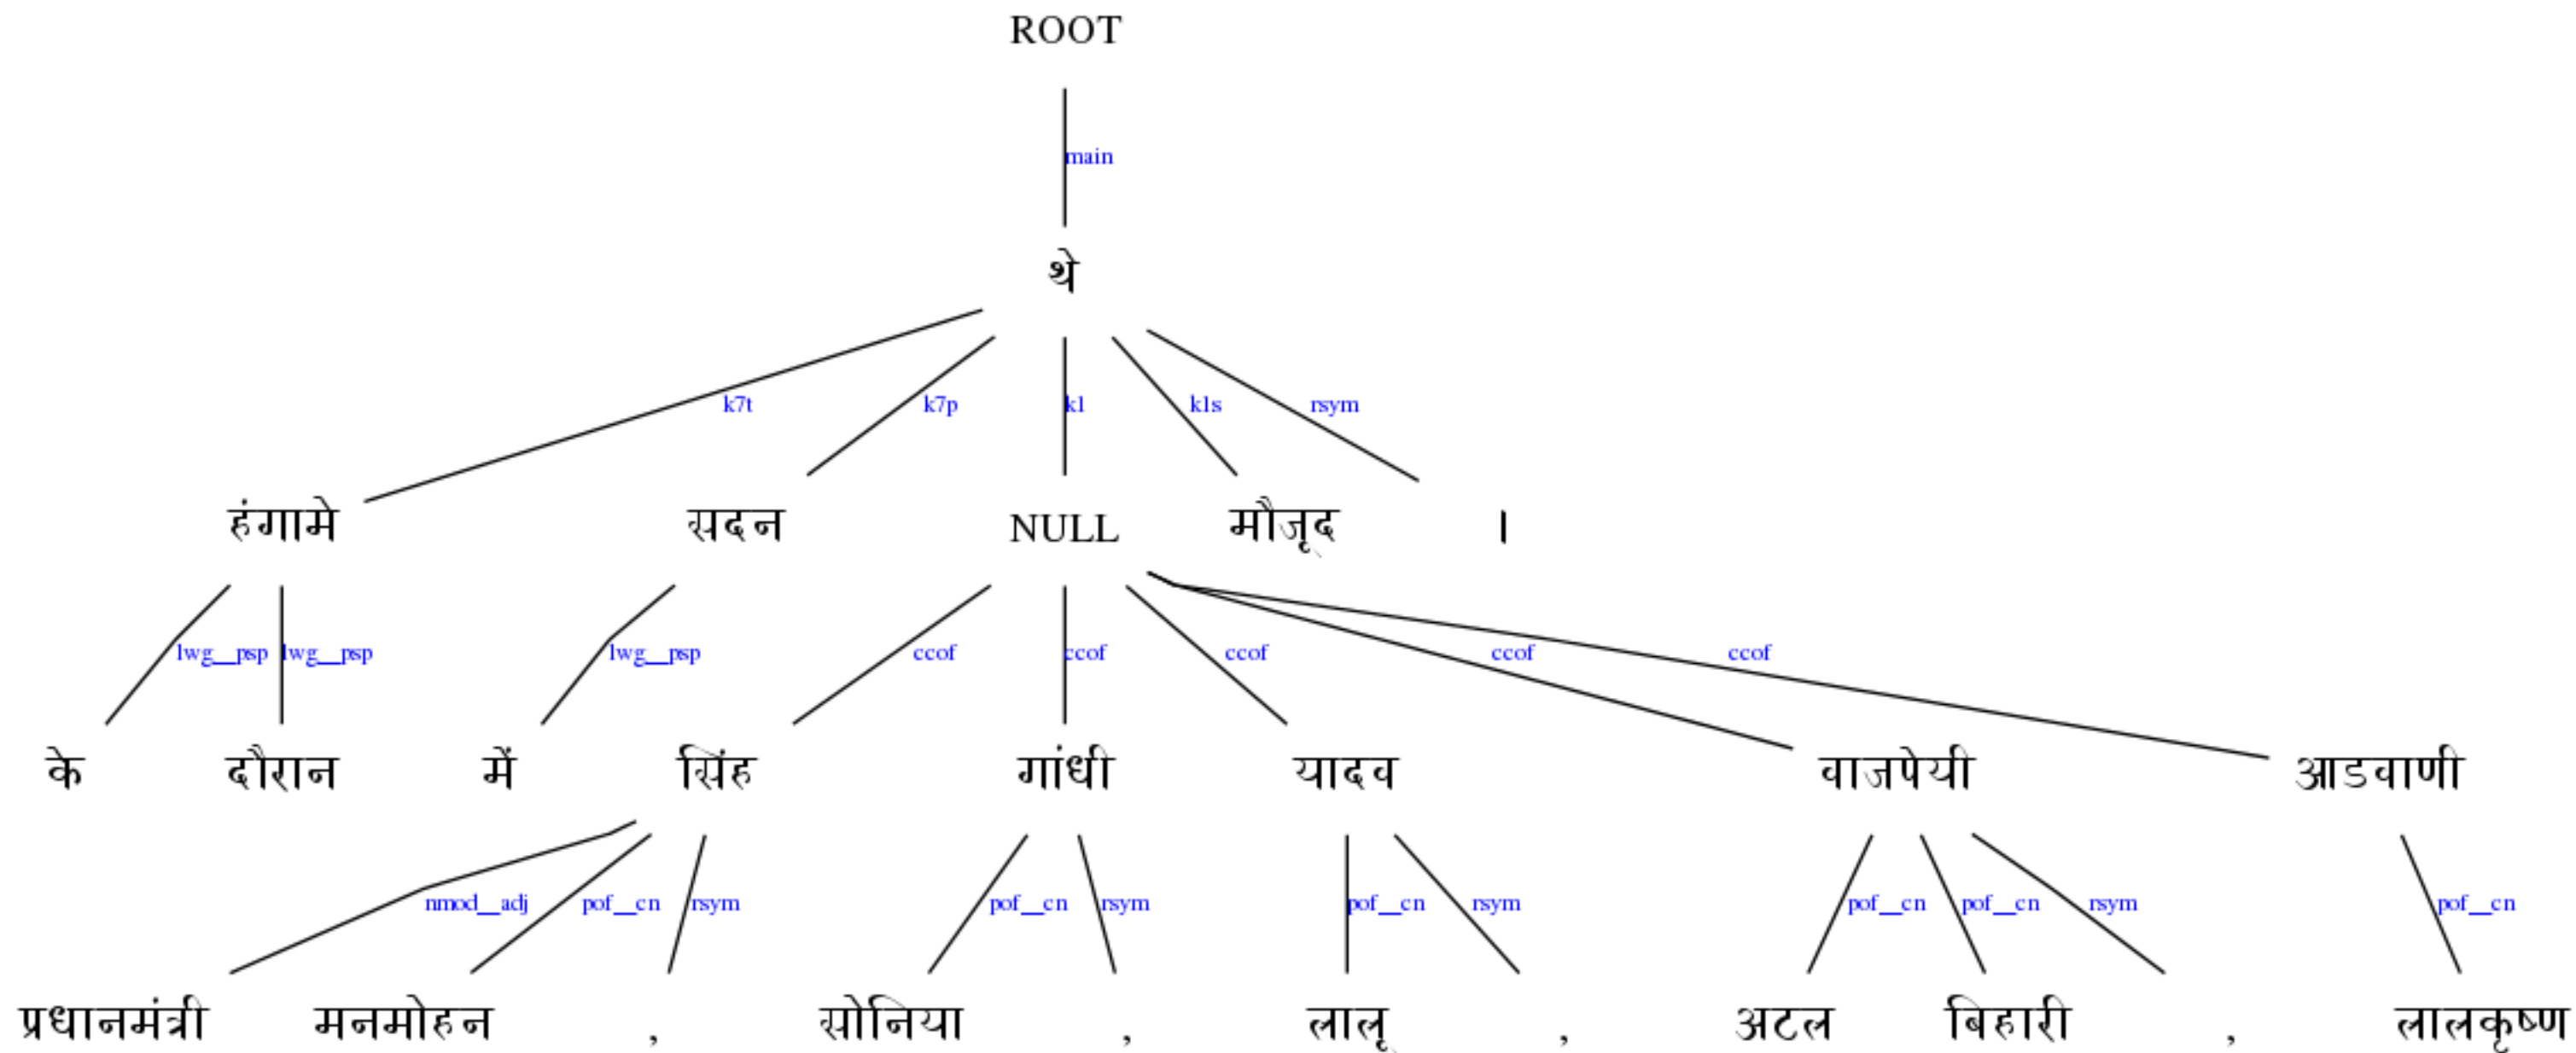 ROOT
main
थे
k7t k7p k1 k1s rsym
हंगामे सदन NULL मौजूद ।
lwg__psp lwg__psp lwg__psp ccof ccof ccof ccof ccof
के दौरान में सिंह गांधी यादव वाजपेयी आडवाणी
nmod__adj pof__cn rsym pof__cn rsym pof__cn rsym pof__cn pof__cn rsym pof__cn
प्रधानमंत्री मनमोहन , सोनिया , लालू , अटल बिहारी , लालकृष्ण